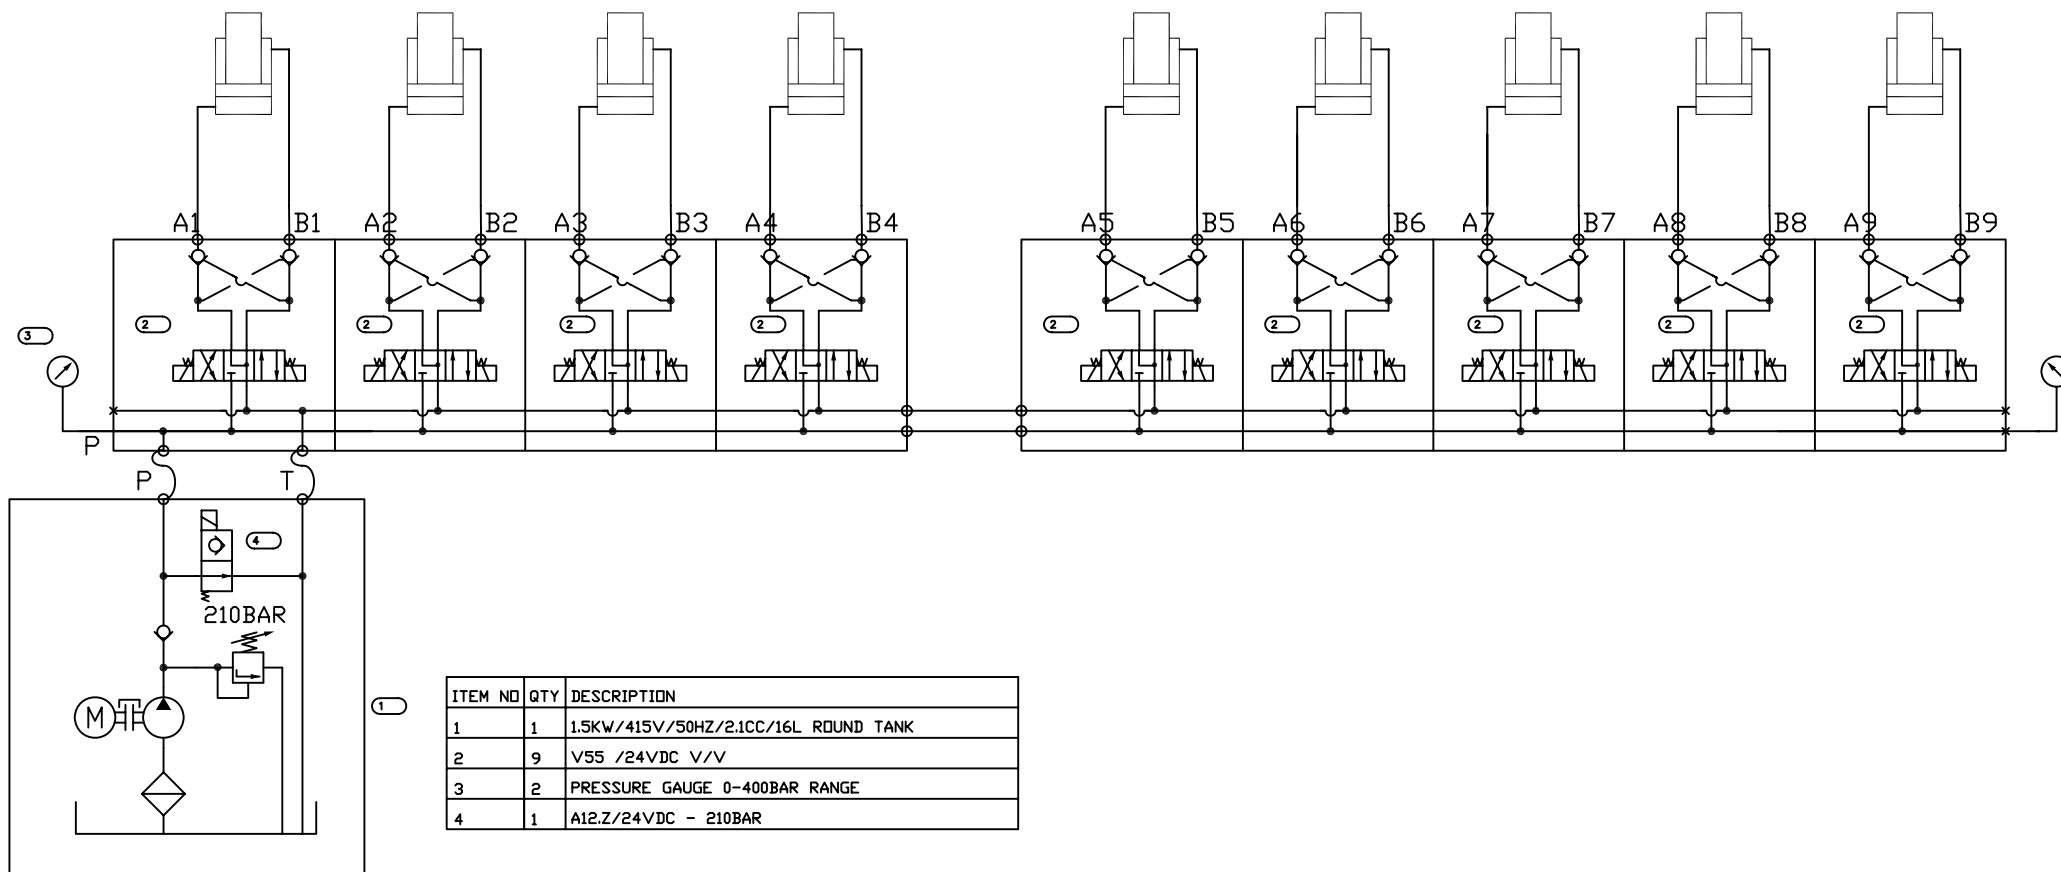 A1 B1 A2 B2 A3 B3 A4 B4 A5 B5 A6 B6 A7 B7 A8 B8 A9 B9
2 2 2 2 2 2 2 2 2
3
P
P T
4
210BAR
M
1
ITEM NO QTY DESCRIPTION
1 1 1.5KW/415V/50HZ/2.1CC/16L ROUND TANK
2 9 V55 /24VDC V/V
3 2 PRESSURE GAUGE 0-400BAR RANGE
4 1 A12.Z/24VDC - 210BAR